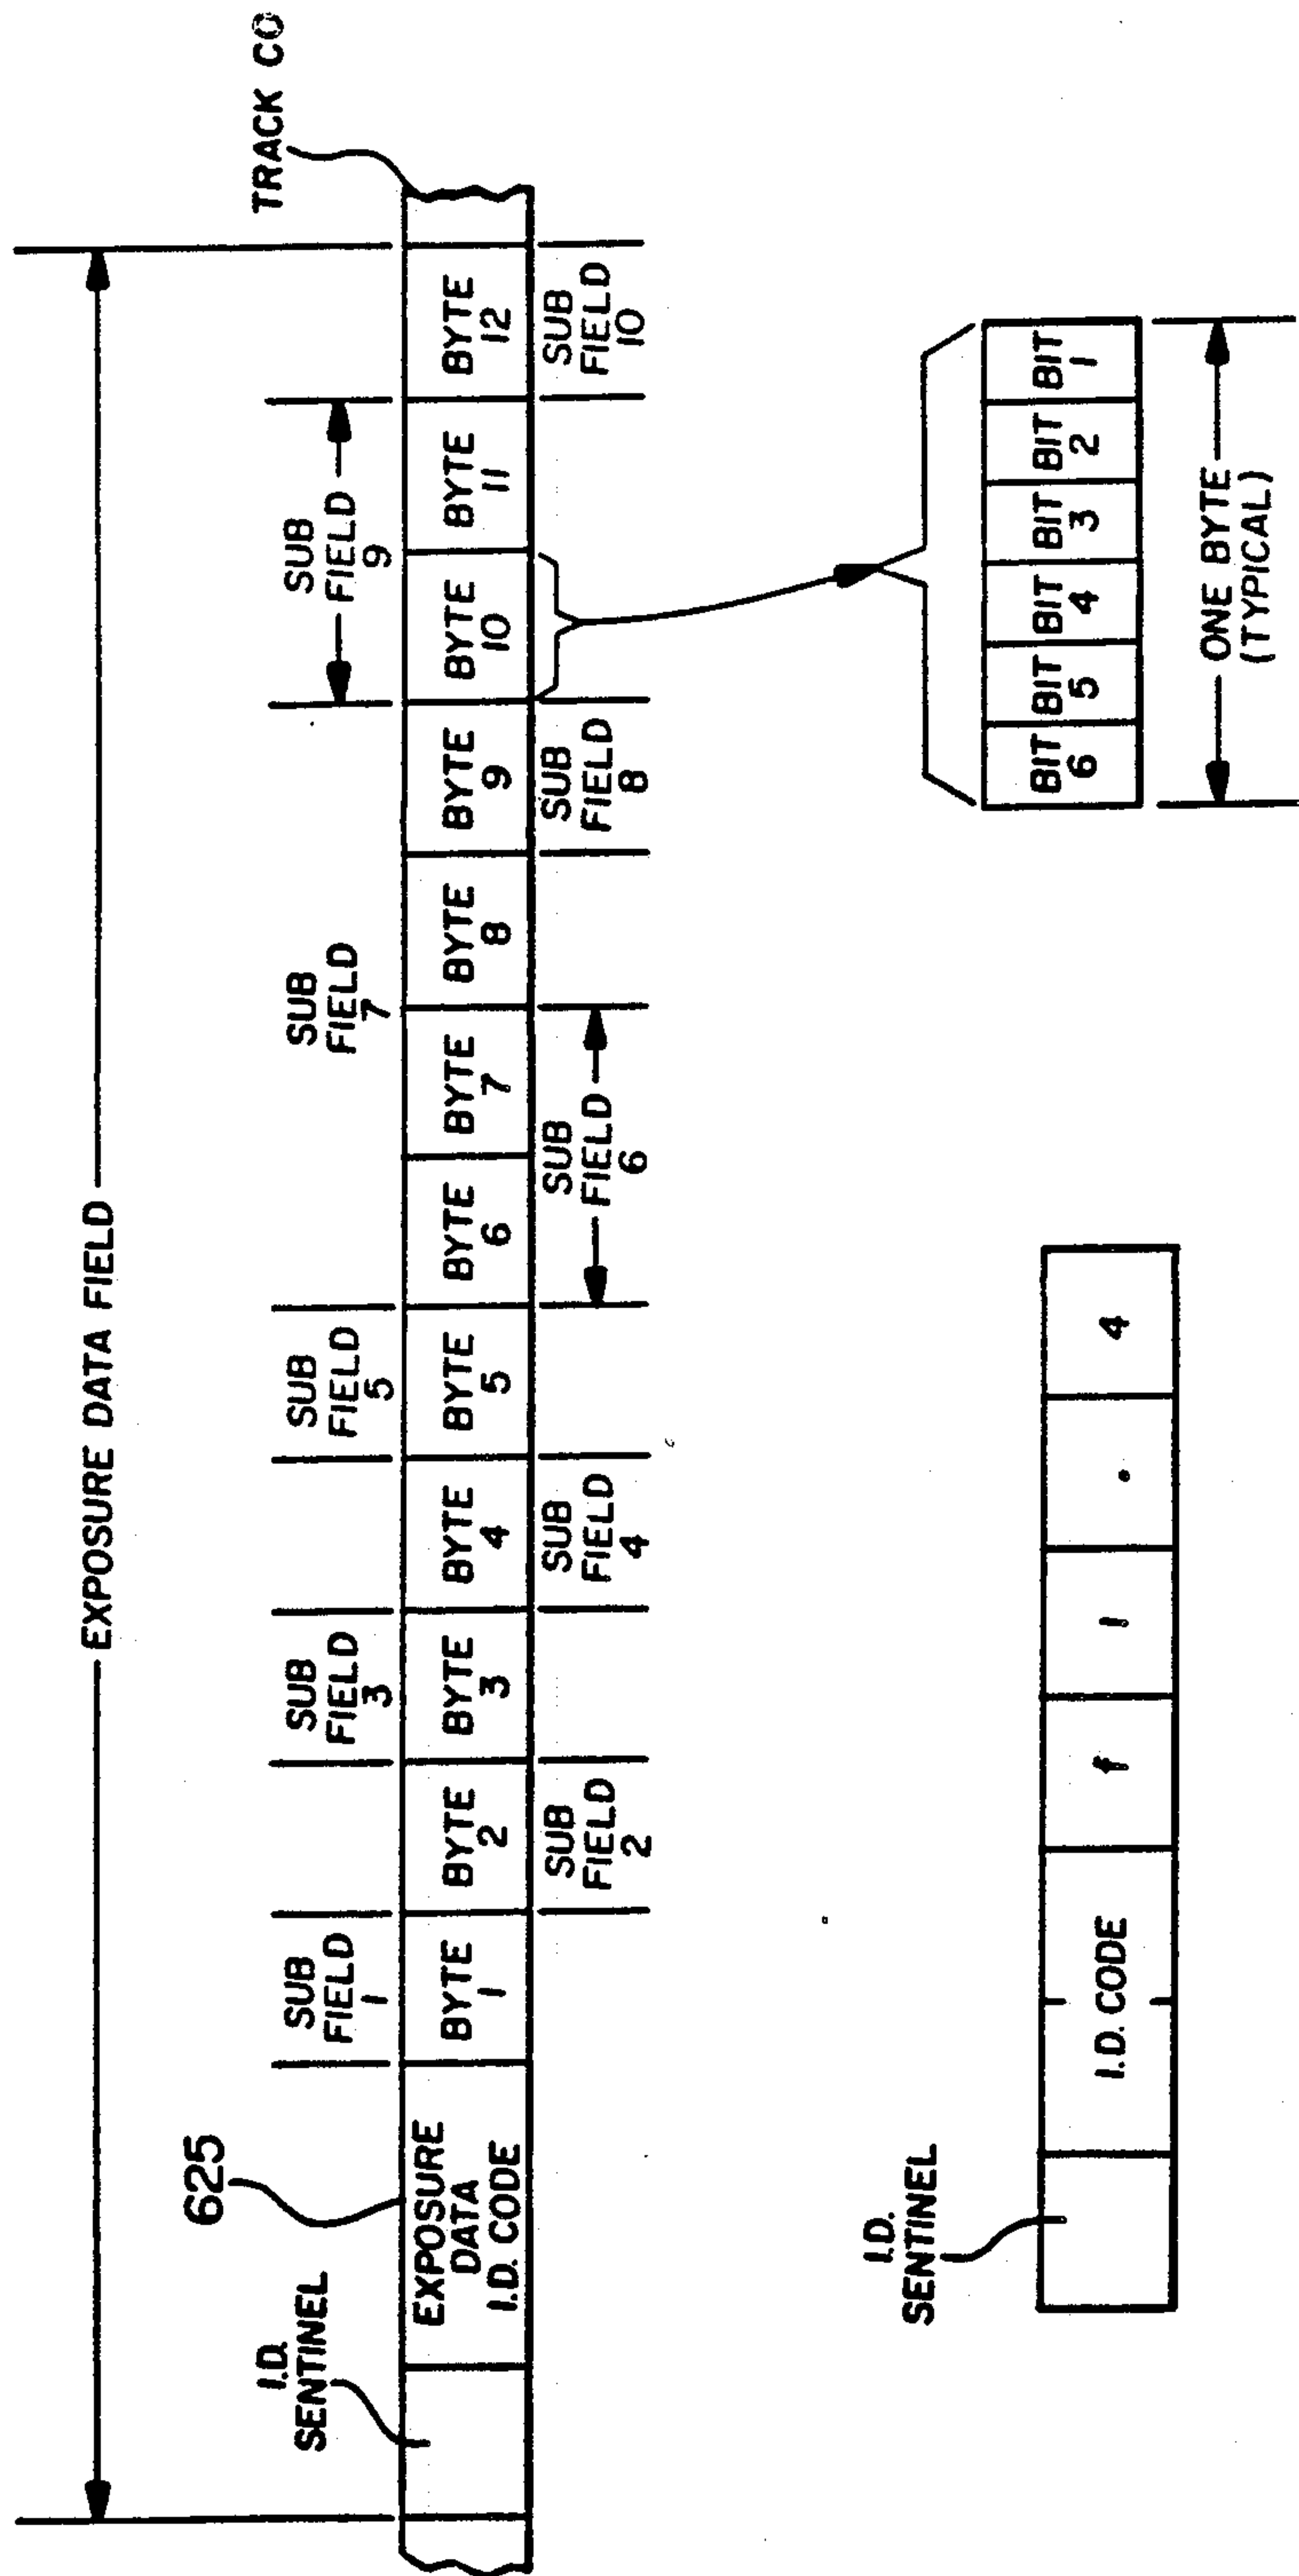 EXPOSURE DATA FIELD
TRACK C0
625
I.D.
SENTINEL
SUB
FIELD
1
SUB
FIELD
3
SUB
FIELD
5
SUB
FIELD
7
SUB
FIELD
9
EXPOSURE
DATA
I.D. CODE
BYTE
1
BYTE
2
BYTE
3
BYTE
4
BYTE
5
BYTE
6
BYTE
7
BYTE
8
BYTE
9
BYTE
10
BYTE
11
BYTE
12
SUB
FIELD
2
SUB
FIELD
4
SUB
FIELD
6
SUB
FIELD
8
SUB
FIELD
10
I.D.
SENTINEL
I.D. CODE
f
1
.
4
BIT
6
BIT
5
BIT
4
BIT
3
BIT
2
BIT
1
ONE BYTE
(TYPICAL)